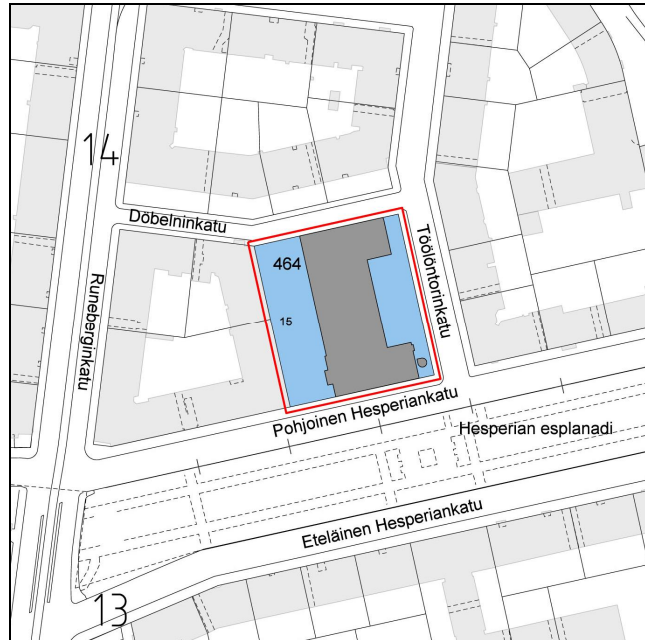 14
Döbelninkatu
Töölöntorinkatu
464
15
Runeberginkatu
Pohjoinen Hesperiankatu
Hesperian esplanadi
Eteläinen Hesperiankatu
13